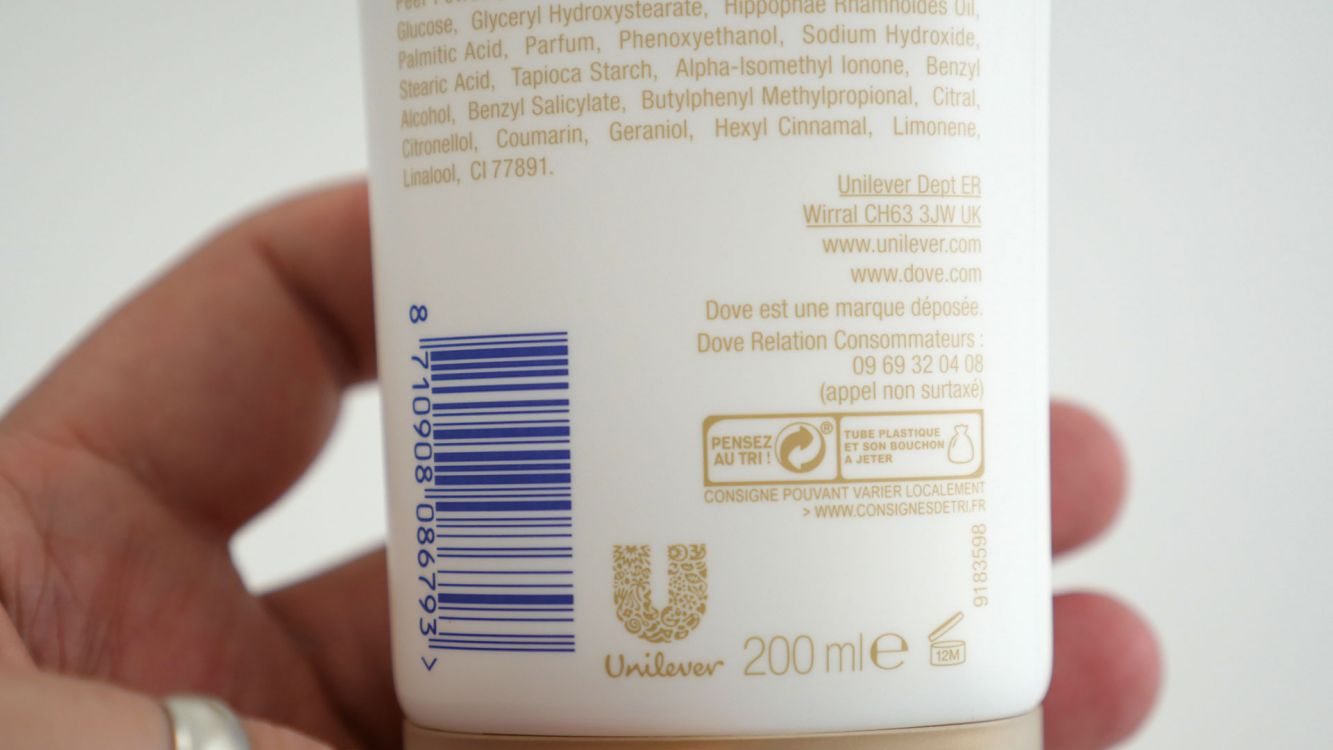 Glucose, Glyceryl Hydroxystearate, Hippophae Rhamnoides Oil,
Palmitic Acid, Parfum, Phenoxyethanol, Sodium Hydroxide,
Stearic Acid, Tapioca Starch, Alpha-Isomethyl Ionone, Benzyl
Alcohol, Benzyl Salicylate, Butylphenyl Methylpropional, Citral,
Citronellol, Coumarin, Geraniol, Hexyl Cinnamal, Limonene,
Linalool, CI 77891.
Unilever Dept ER
Wirral CH63 3JW UK
www.unilever.com
www.dove.com
Dove est une marque déposée.
Dove Relation Consommateurs :
09 69 32 04 08
(appel non surtaxé)
PENSEZ
AU TRI !
®
TUBE PLASTIQUE
ET SON BOUCHON
A JETER
CONSIGNE POUVANT VARIER LOCALEMENT
> WWW.CONSIGNESDETRI.FR
8 710908 086793 >
9183598
Unilever
200 ml e
12M